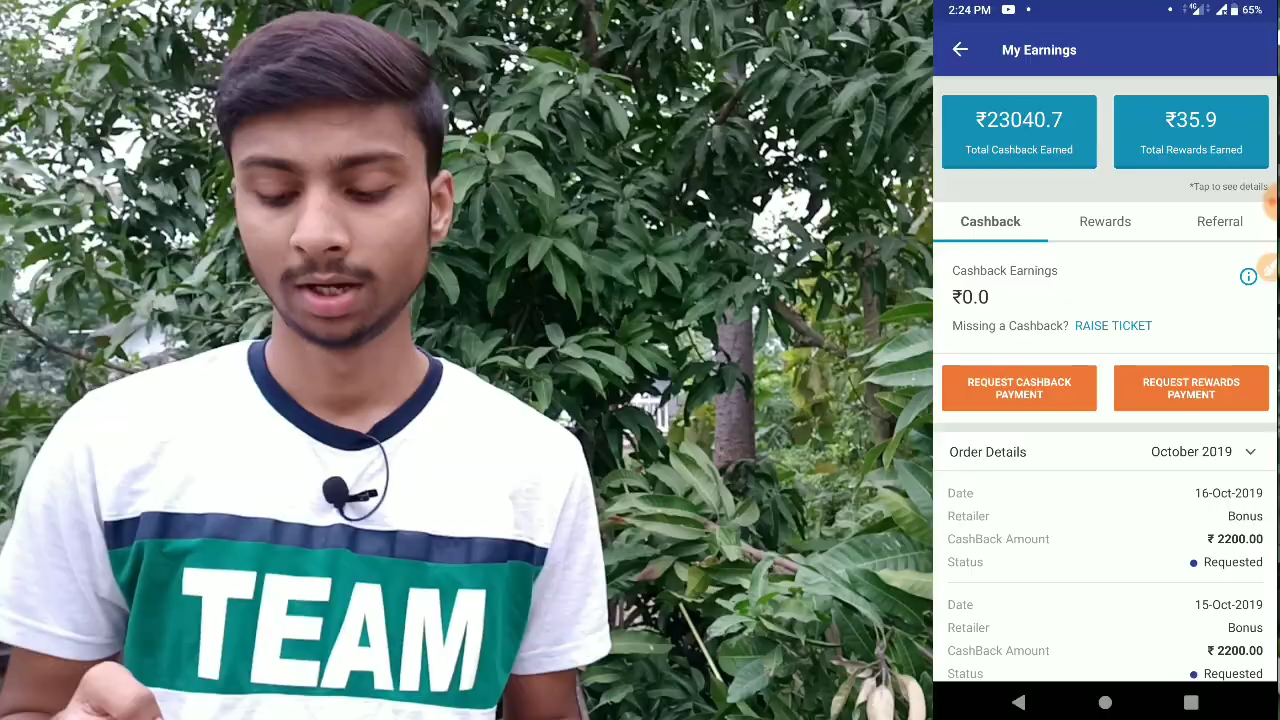 TEAM
2:24 PM
4G
65%
My Earnings
₹23040.7
₹35.9
Total Cashback Earned
Total Rewards Earned
*Tap to see details
Cashback
Rewards
Referral
Cashback Earnings
₹0.0
Missing a Cashback? RAISE TICKET
REQUEST CASHBACK
PAYMENT
REQUEST REWARDS
PAYMENT
Order Details
October 2019
Date
16-Oct-2019
Retailer
Bonus
CashBack Amount
₹ 2200.00
Status
Requested
Date
15-Oct-2019
Retailer
Bonus
CashBack Amount
₹ 2200.00
Status
Requested